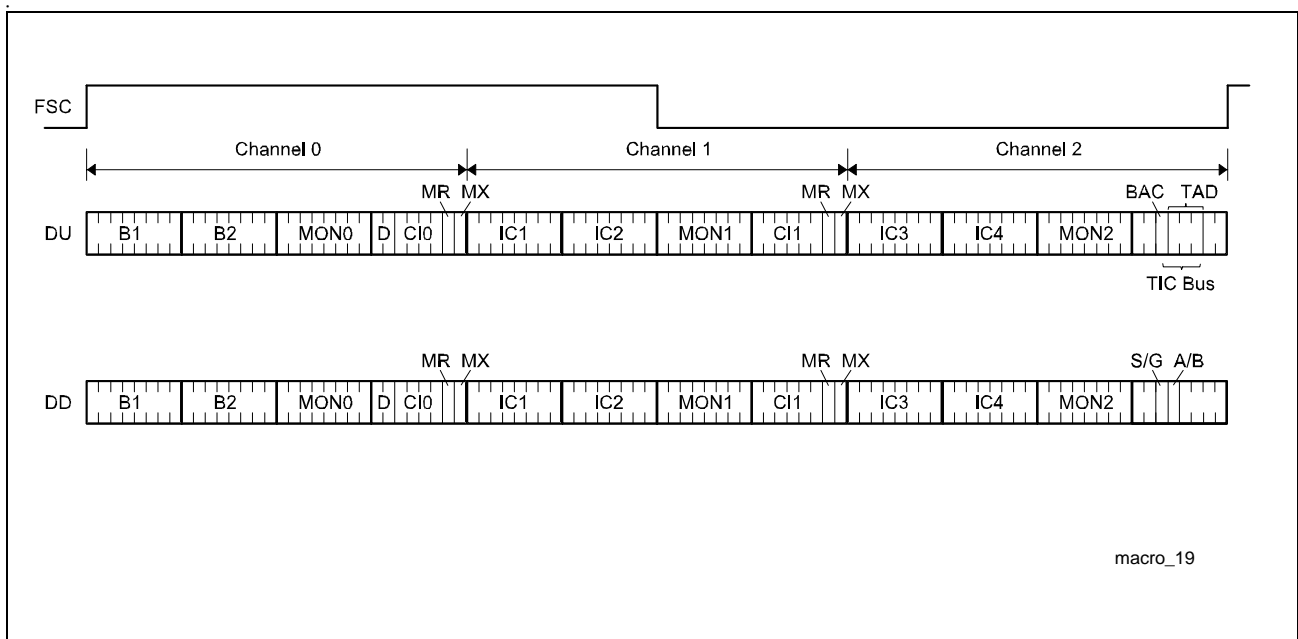 .
FSC
Channel 0 Channel 1 Channel 2
MR MX MR MX BAC TAD
DU B1 B2 MON0 D CI0 IC1 IC2 MON1 CI1 IC3 IC4 MON2
TIC Bus
MR MX MR MX S/G A/B
DD B1 B2 MON0 D CI0 IC1 IC2 MON1 CI1 IC3 IC4 MON2
macro_19